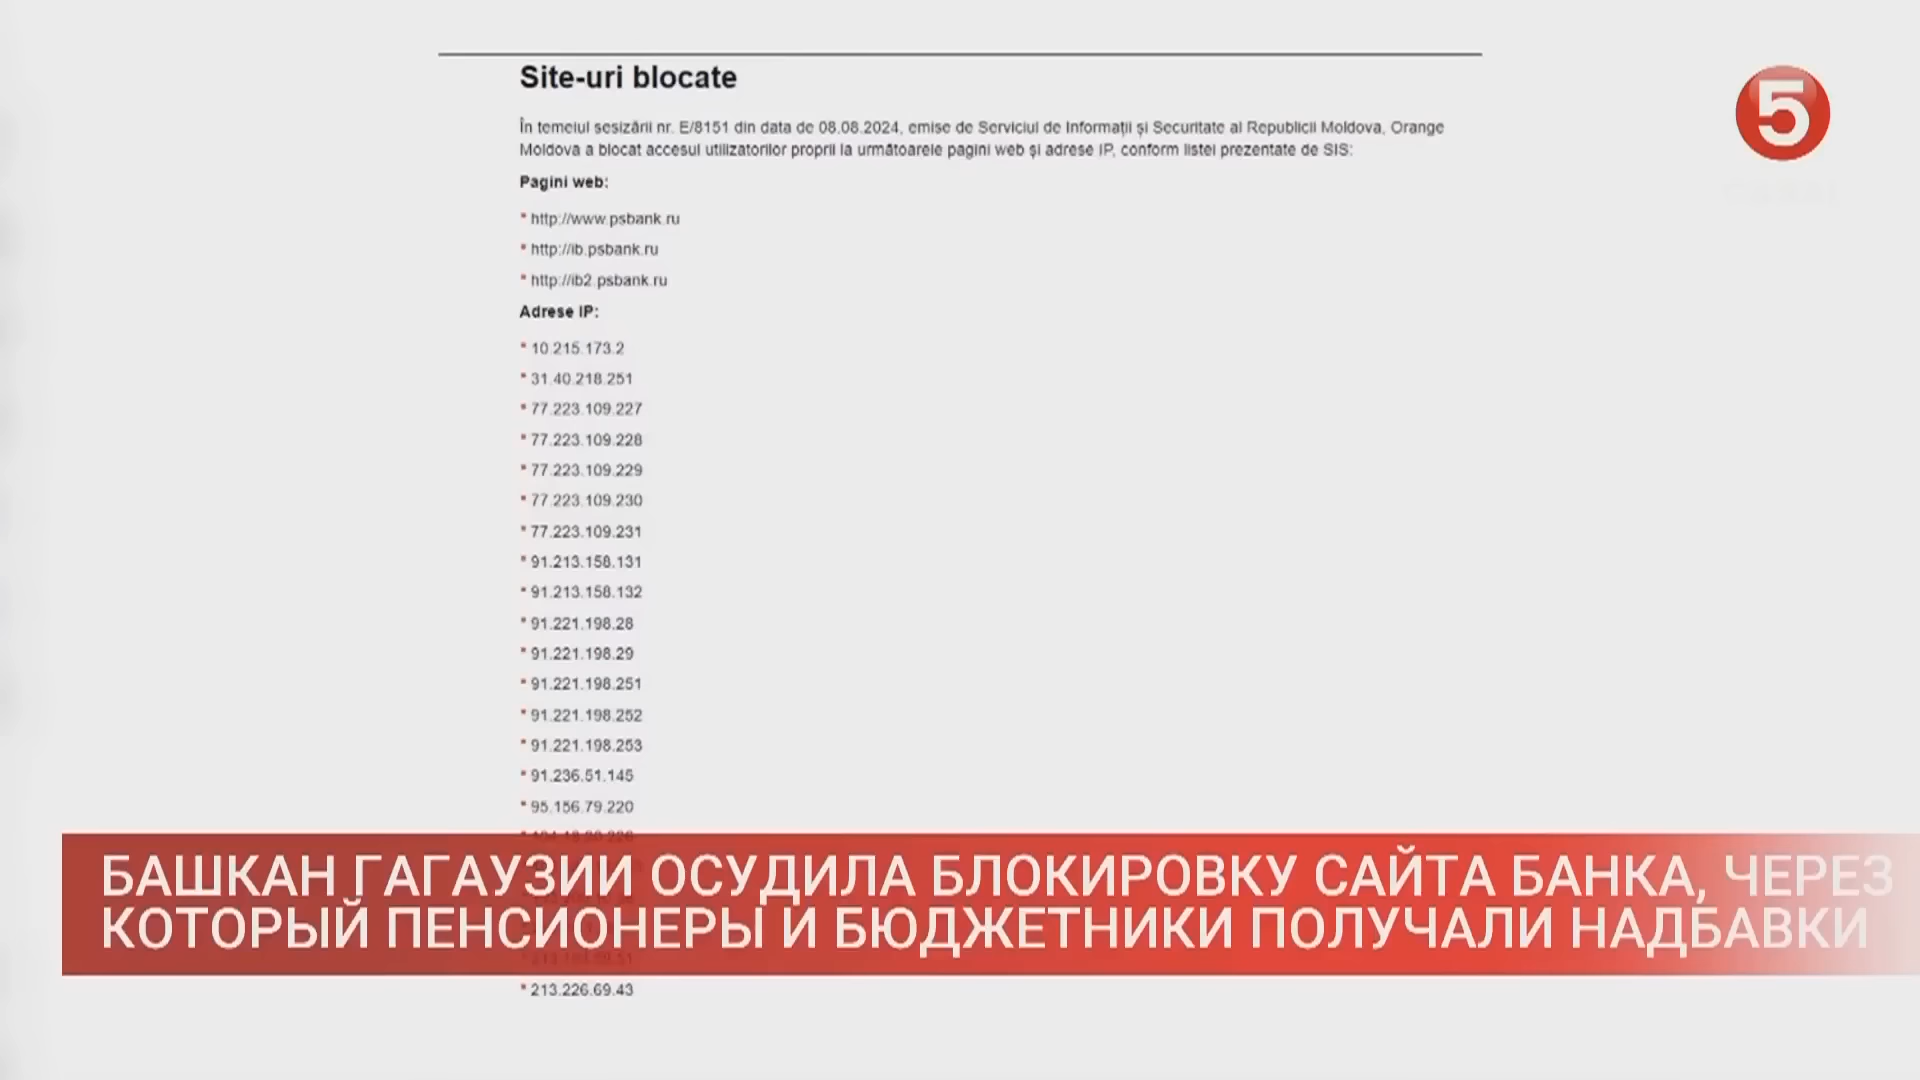 Site-uri blocate
În temeiul sesizării nr. E/8151 din data de 08.08.2024, emise de Serviciul de Informații și Securitate al Republicii Moldova, Orange
Moldova a blocat accesul utilizatorilor proprii la următoarele pagini web și adrese IP, conform listei prezentate de SIS:
Pagini web:
* http://www.psbank.ru
* http://ib.psbank.ru
* http://ib2.psbank.ru
Adrese IP:
* 10.215.173.2
* 31.40.218.251
* 77.223.109.227
* 77.223.109.228
* 77.223.109.229
* 77.223.109.230
* 77.223.109.231
* 91.213.158.131
* 91.213.158.132
* 91.221.198.28
* 91.221.198.29
* 91.221.198.251
* 91.221.198.252
* 91.221.198.253
* 91.236.51.145
* 95.156.79.220
БАШКАН ГАГАУЗИИ ОСУДИЛА БЛОКИРОВКУ САЙТА БАНКА, ЧЕРЕЗ
КОТОРЫЙ ПЕНСИОНЕРЫ И БЮДЖЕТНИКИ ПОЛУЧАЛИ НАДБАВКИ
* 213.226.69.43
5